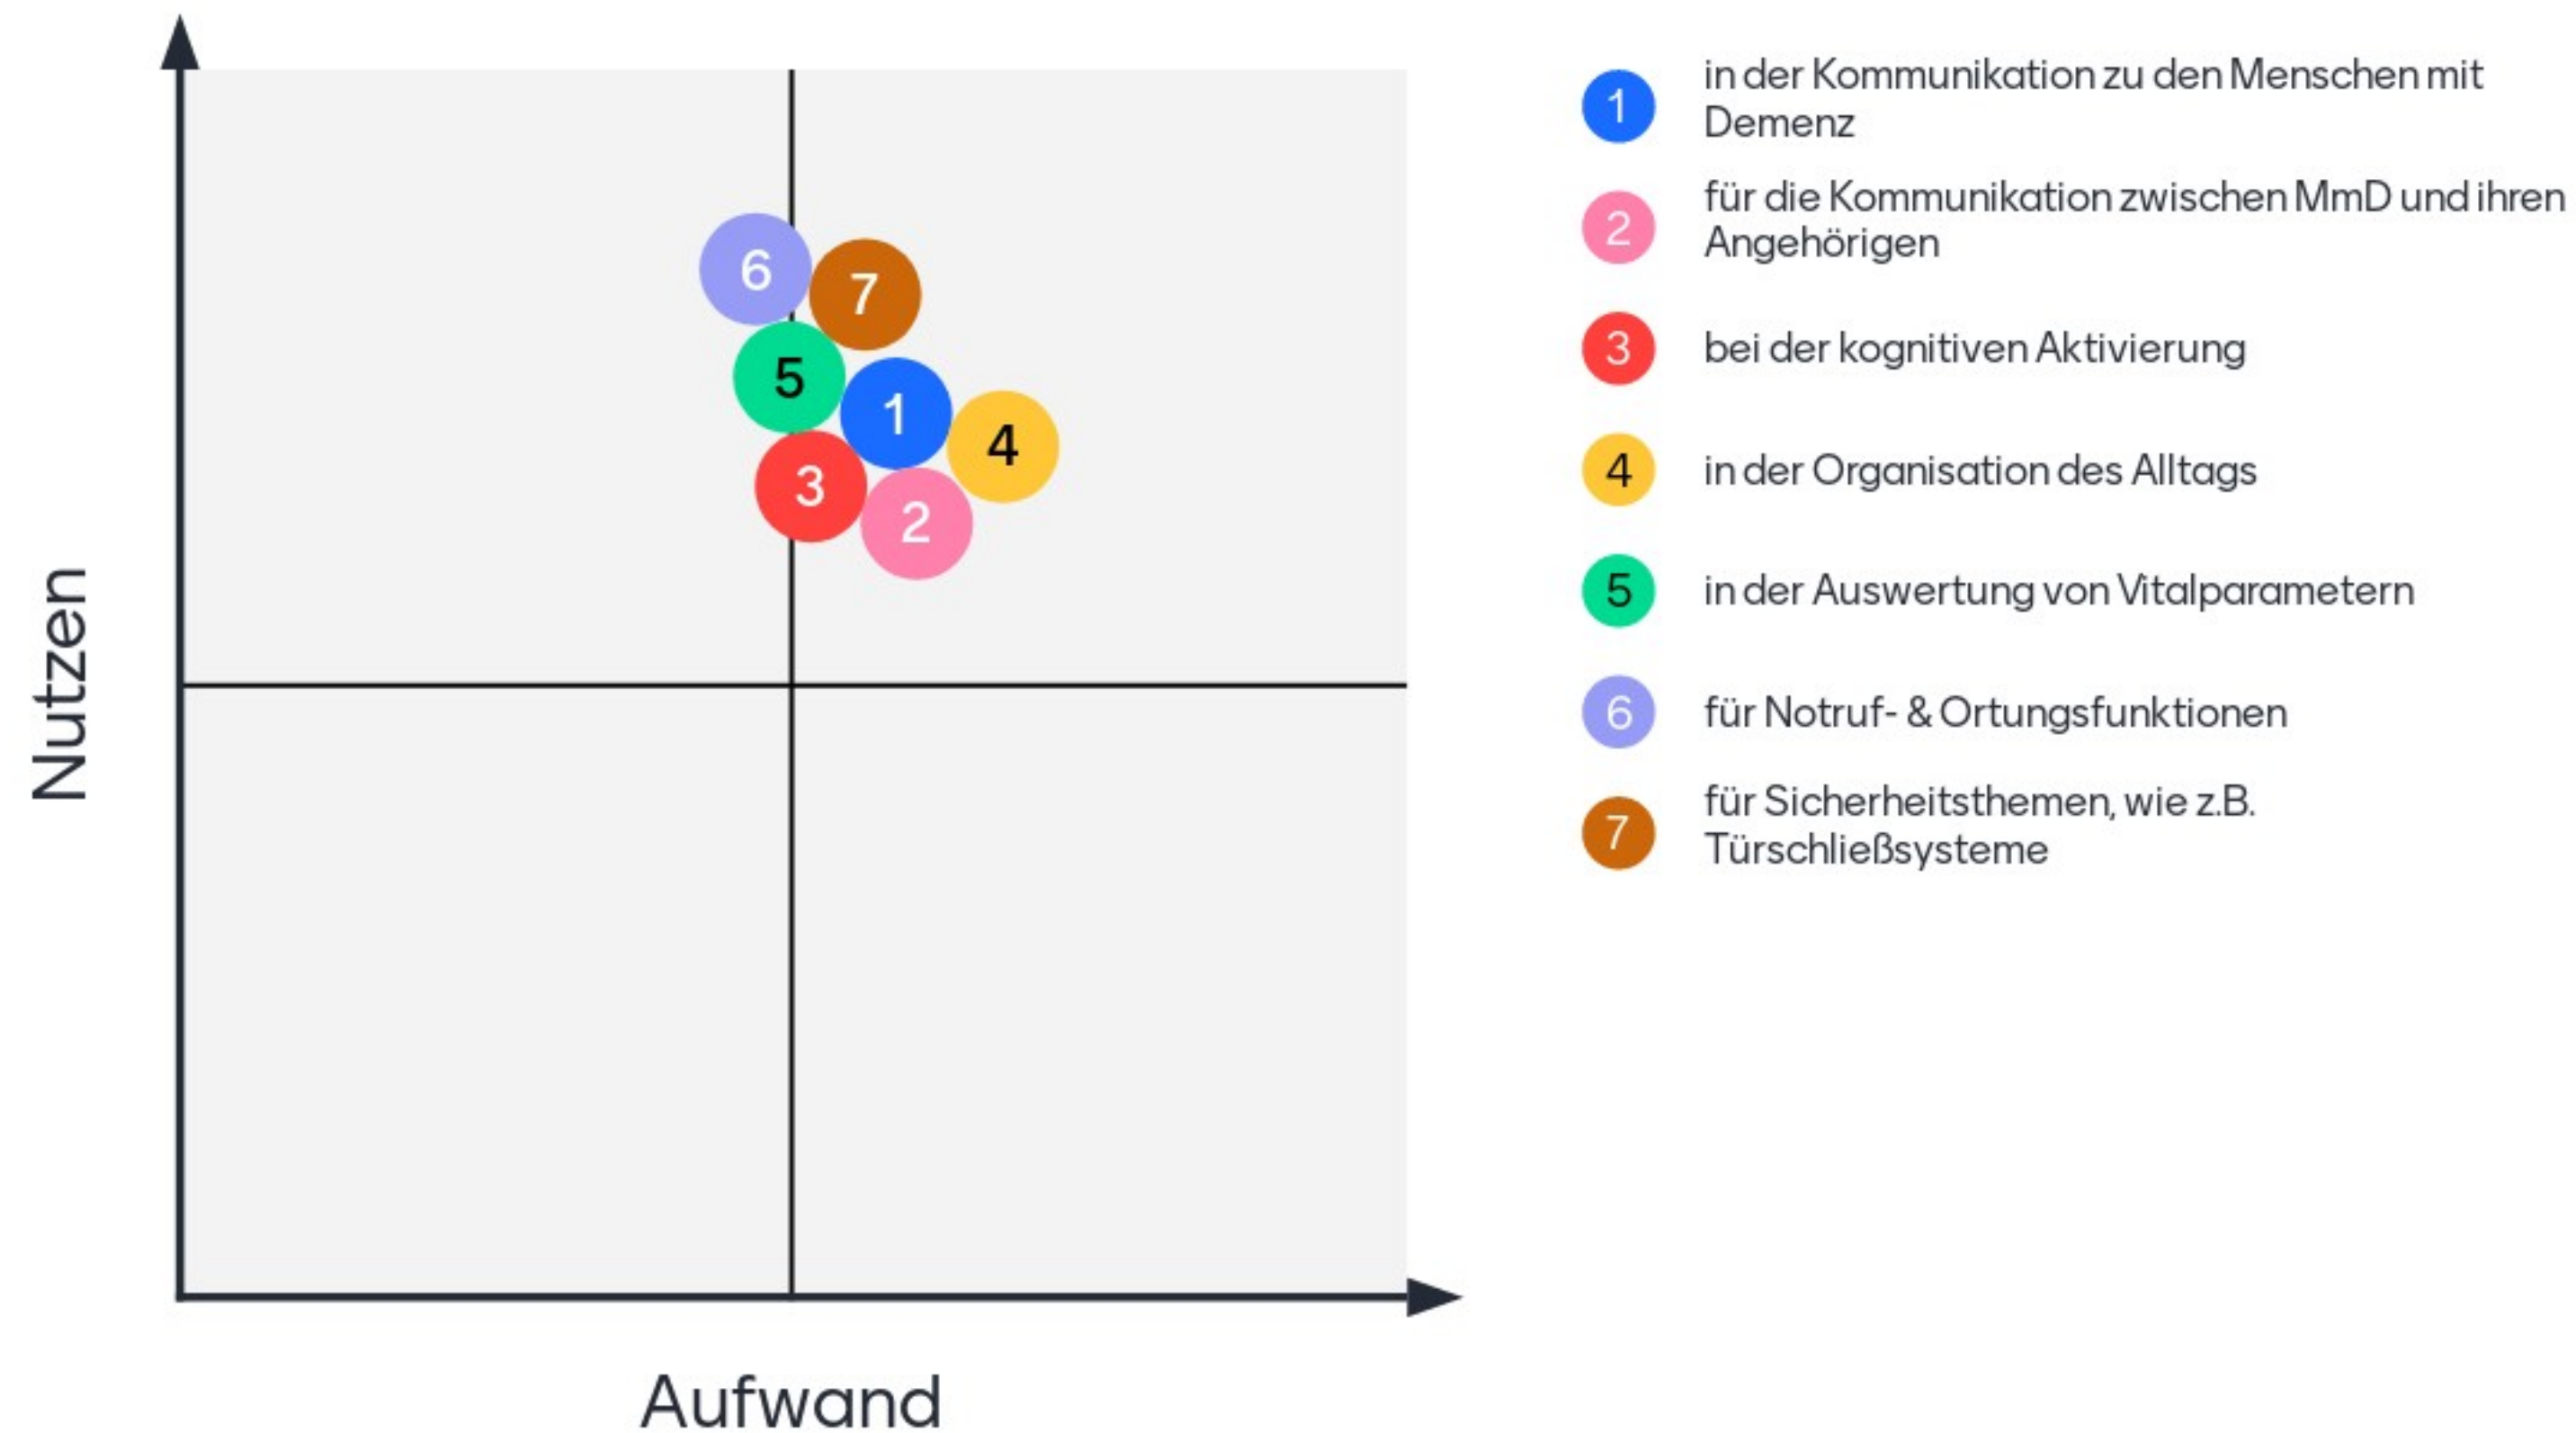 Nutzen
6
7
5
1
4
3
2
Aufwand
1 in der Kommunikation zu den Menschen mit
Demenz
2 für die Kommunikation zwischen MmD und ihren
Angehörigen
3 bei der kognitiven Aktivierung
4 in der Organisation des Alltags
5 in der Auswertung von Vitalparametern
6 für Notruf- & Ortungsfunktionen
7 für Sicherheitsthemen, wie z.B.
Türschließsysteme